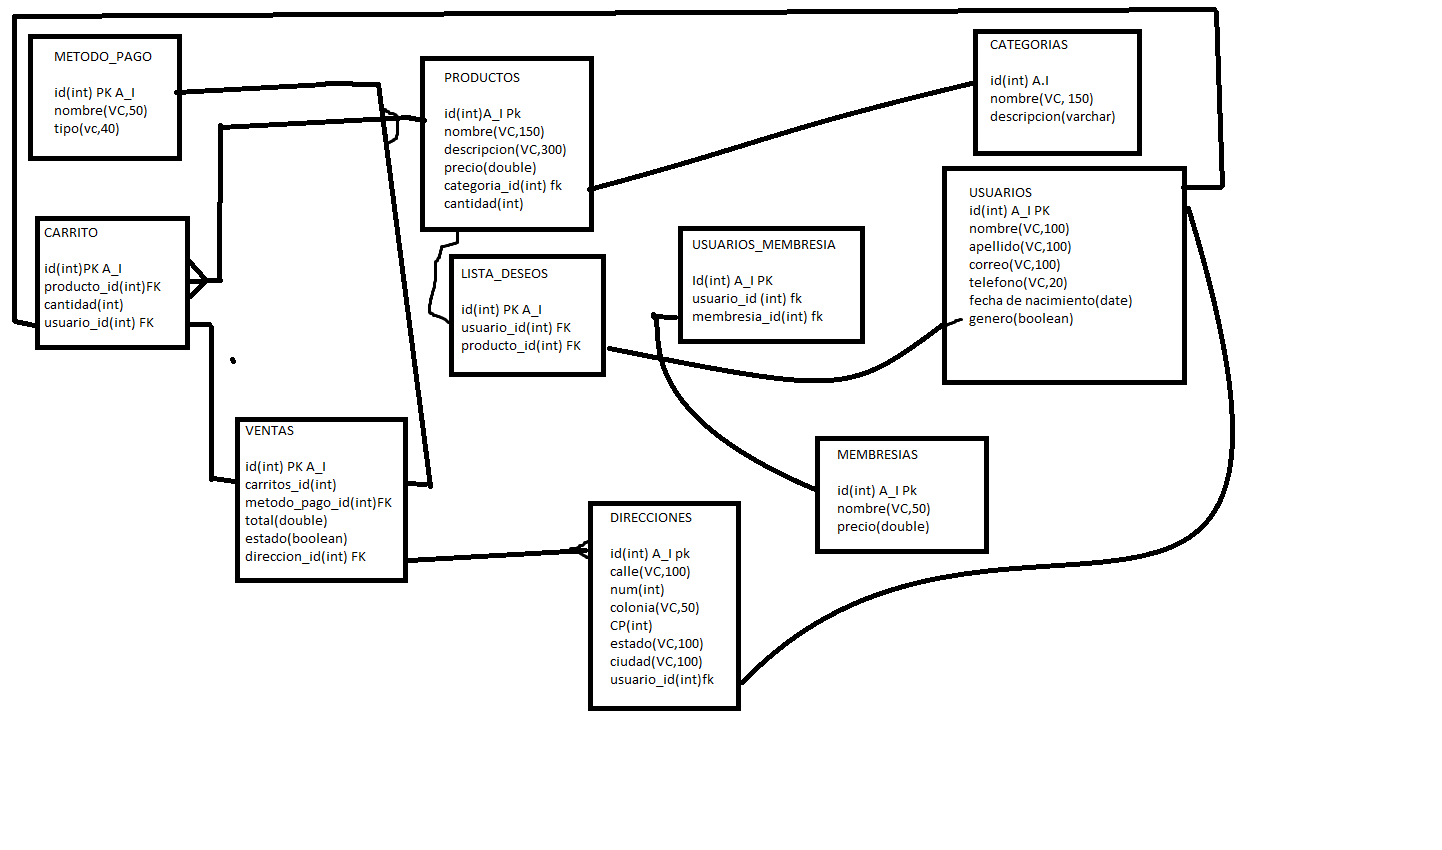 METODO_PAGO
id(int) PK A_I
nombre(VC,50)
tipo(vc,40)
PRODUCTOS
id(int)A_I Pk
nombre(VC,150)
descripcion(VC,300)
precio(double)
categoria_id(int) fk
cantidad(int)
CATEGORIAS
id(int) A.I
nombre(VC, 150)
descripcion(varchar)
USUARIOS
id(int) A_I PK
nombre(VC,100)
apellido(VC,100)
correo(VC,100)
telefono(VC,20)
fecha de nacimiento(date)
genero(boolean)
CARRITO
id(int)PK A_I
producto_id(int)FK
cantidad(int)
usuario_id(int) FK
LISTA_DESEOS
id(int) PK A_I
usuario_id(int) FK
producto_id(int) FK
USUARIOS_MEMBRESIA
Id(int) A_I PK
usuario_id (int) fk
membresia_id(int) fk
VENTAS
id(int) PK A_I
carritos_id(int)
metodo_pago_id(int)FK
total(double)
estado(boolean)
direccion_id(int) FK
MEMBRESIAS
id(int) A_I Pk
nombre(VC,50)
precio(double)
DIRECCIONES
id(int) A_I pk
calle(VC,100)
num(int)
colonia(VC,50)
CP(int)
estado(VC,100)
ciudad(VC,100)
usuario_id(int)fk